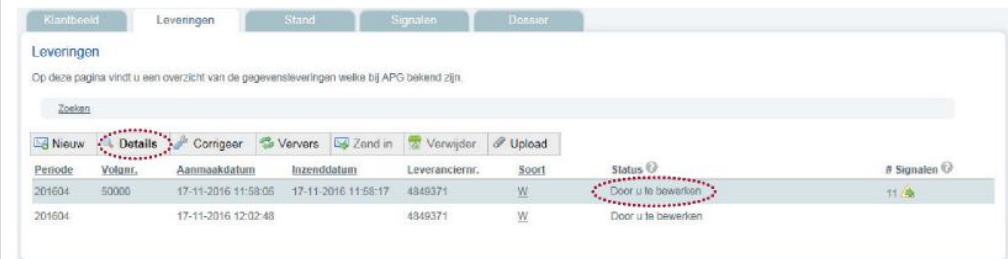 Klantbeeld Leveringen Stand Signalen Dossier
Leveringen
Op deze pagina vindt u een overzicht van de gegevensleveringen welke bij APG bekend zijn.
Zoeken
Nieuw Details Corrigeer Ververs Zend in Verwijder Upload
Periode Volgnr. Aanmaakdatum Inzenddatum Leveranciernr. Soort Status # Signalen
201604 50000 17-11-2016 11:58:05 17-11-2016 11:58:17 4849371 W Door u te bewerken 11
201604 17-11-2016 12:02:48 4849371 W Door u te bewerken